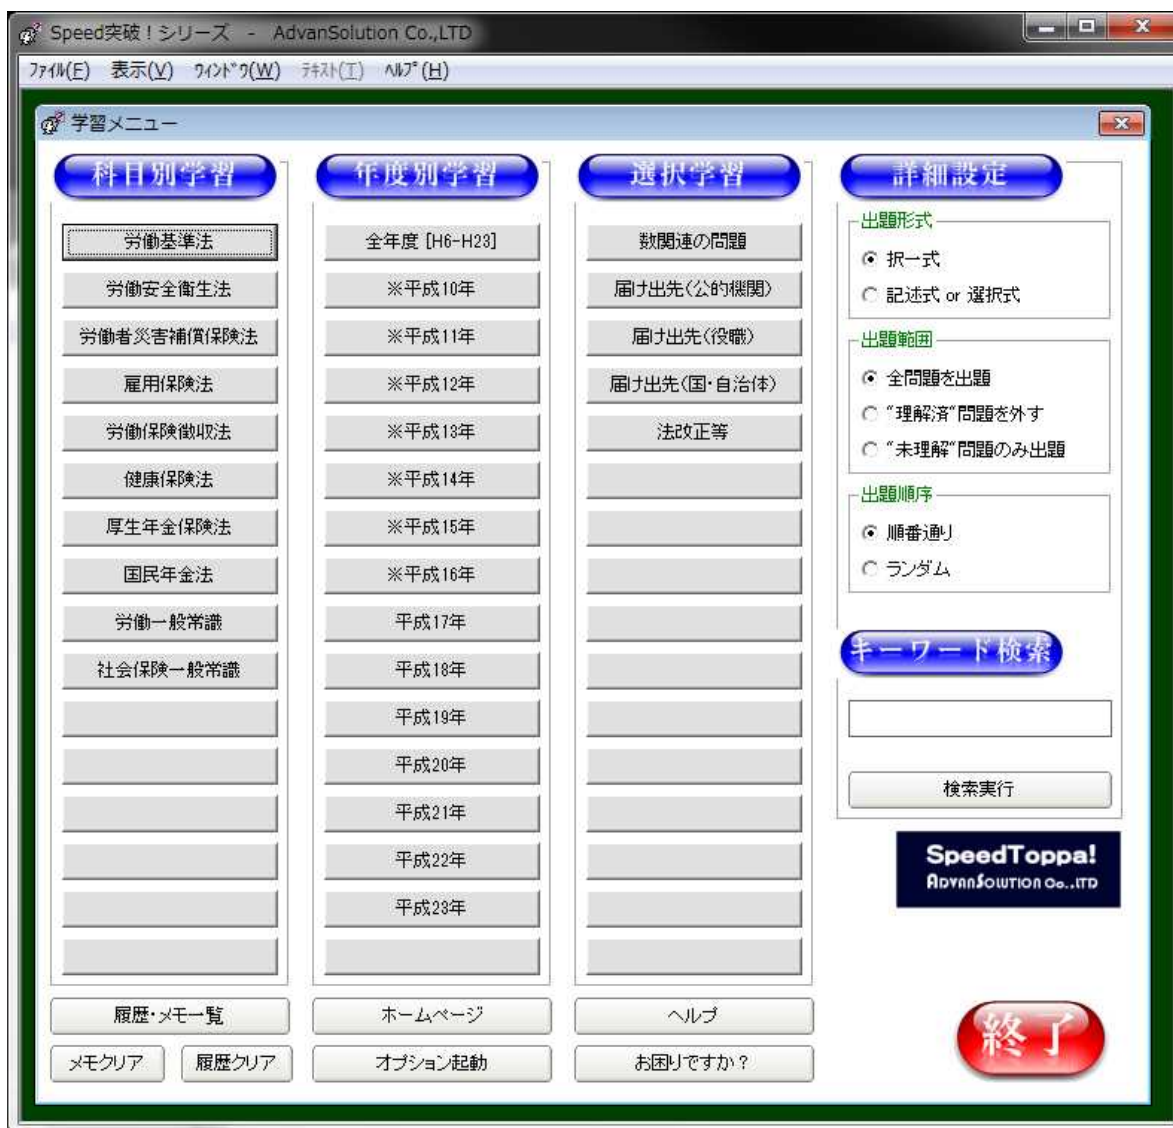 Speed突破！シリーズ - AdvanSolution Co.,LTD
ﾌｧｲﾙ(F) 表示(V) ｳｨﾝﾄﾞｳ(W) ﾃｷｽﾄ(T) ﾍﾙﾌﾟ(H)
学習メニュー
科目別学習
労働基準法
労働安全衛生法
労働者災害補償保険法
雇用保険法
労働保険徴収法
健康保険法
厚生年金保険法
国民年金法
労働一般常識
社会保険一般常識
年度別学習
全年度 [H6-H23]
※平成10年
※平成11年
※平成12年
※平成13年
※平成14年
※平成15年
※平成16年
平成17年
平成18年
平成19年
平成20年
平成21年
平成22年
平成23年
選択学習
数関連の問題
届け出先(公的機関)
届け出先(役職)
届け出先(国・自治体)
法改正等
詳細設定
出題形式
択一式
記述式 or 選択式
出題範囲
全問題を出題
“理解済“問題を外す
“未理解“問題のみ出題
出題順序
順番通り
ランダム
キーワード検索
検索実行
SpeedToppa!
AdvanSolution Co.,LTD
履歴・メモ一覧
ホームページ
ヘルプ
メモクリア
履歴クリア
オプション起動
お困りですか？
終了